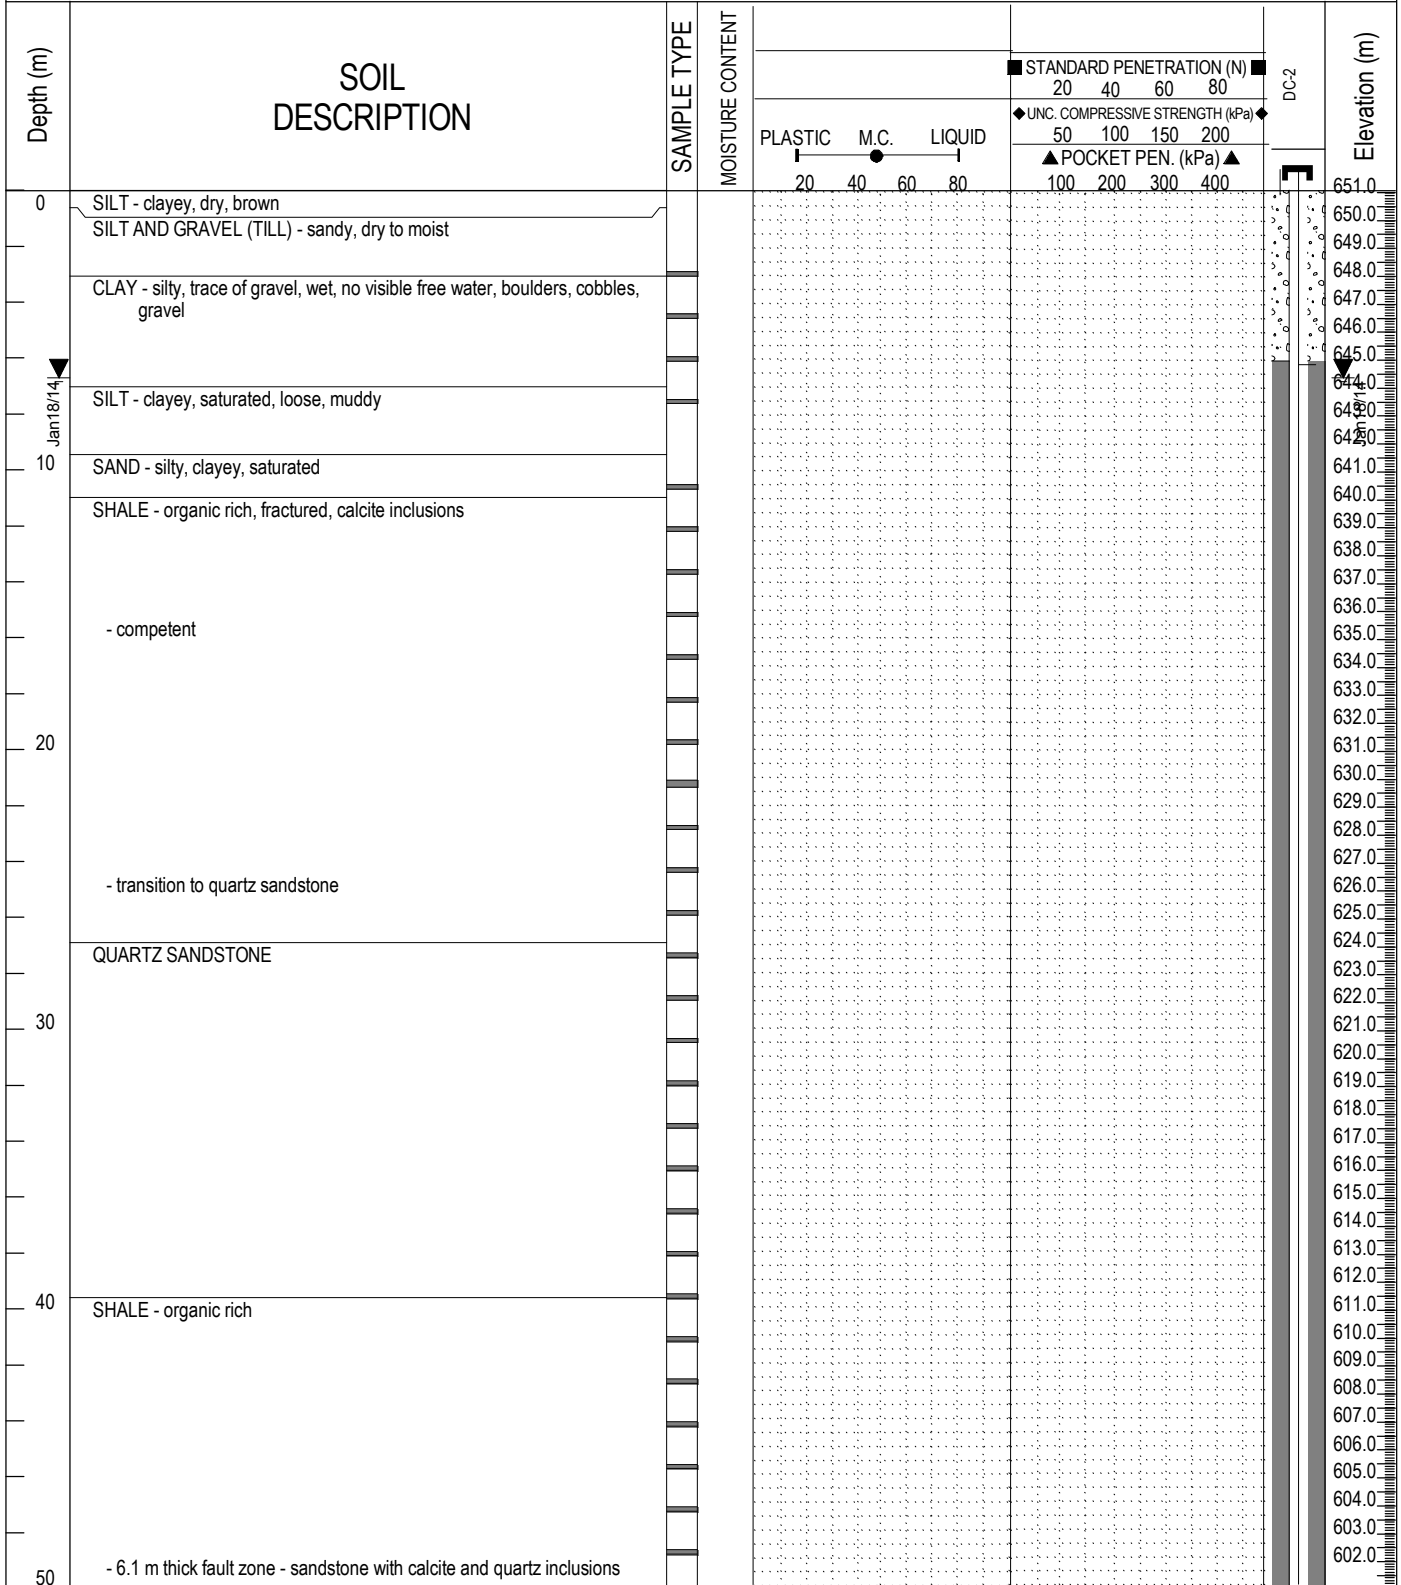 Depth (m)
SOIL
DESCRIPTION
SAMPLE TYPE
MOISTURE CONTENT
PLASTIC M.C. LIQUID
20 40 60 80
STANDARD PENETRATION (N)
20 40 60 80
UNC. COMPRESSIVE STRENGTH (kPa)
50 100 150 200
POCKET PEN. (kPa)
100 200 300 400
DC-2
Elevation (m)
0
SILT - clayey, dry, brown
SILT AND GRAVEL (TILL) - sandy, dry to moist
CLAY - silty, trace of gravel, wet, no visible free water, boulders, cobbles,
gravel
Jan18/14
SILT - clayey, saturated, loose, muddy
10
SAND - silty, clayey, saturated
SHALE - organic rich, fractured, calcite inclusions
- competent
20
- transition to quartz sandstone
QUARTZ SANDSTONE
30
40
SHALE - organic rich
- 6.1 m thick fault zone - sandstone with calcite and quartz inclusions
50
651.0
650.0
649.0
648.0
647.0
646.0
645.0
644.0
643.0
642.0
Jan18/14
641.0
640.0
639.0
638.0
637.0
636.0
635.0
634.0
633.0
632.0
631.0
630.0
629.0
628.0
627.0
626.0
625.0
624.0
623.0
622.0
621.0
620.0
619.0
618.0
617.0
616.0
615.0
614.0
613.0
612.0
611.0
610.0
609.0
608.0
607.0
606.0
605.0
604.0
603.0
602.0